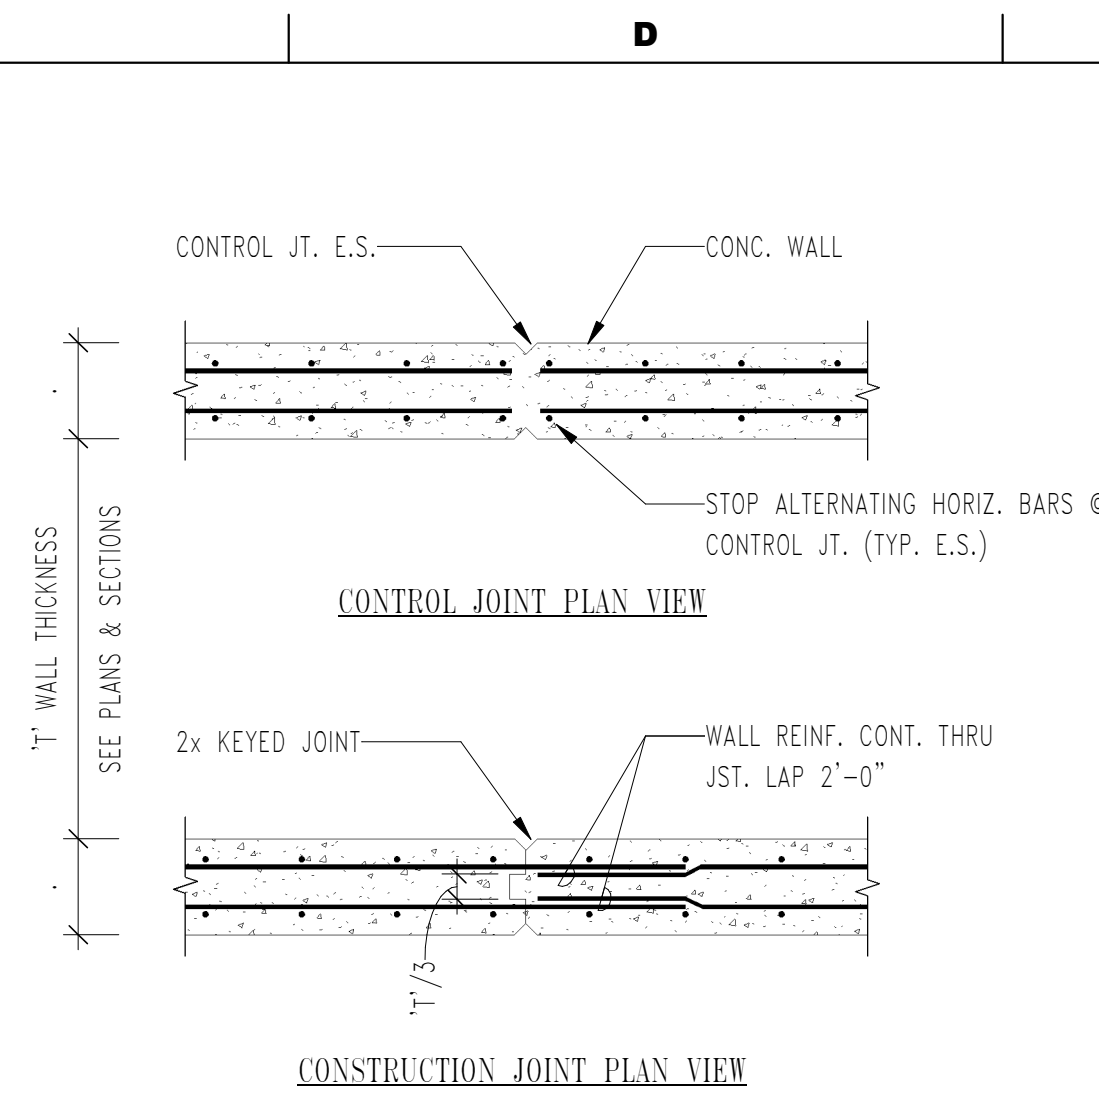 D
CONTROL JT. E.S.
CONC. WALL
STOP ALTERNATING HORIZ. BARS @
CONTROL JT. (TYP. E.S.)
CONTROL JOINT PLAN VIEW
'T' WALL THICKNESS
SEE PLANS & SECTIONS
2x KEYED JOINT
WALL REINF. CONT. THRU
JST. LAP 2'-0"
'T'/3
CONSTRUCTION JOINT PLAN VIEW